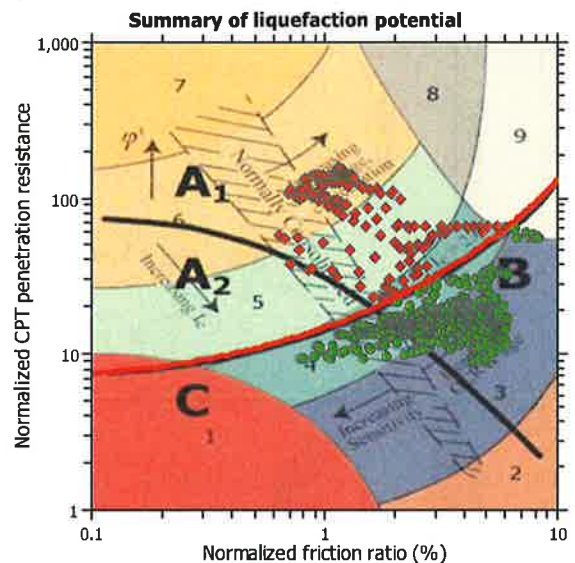 Summary of liquefaction potential
Normalized CPT penetration resistance
1,000
100
10
1
7
8
9
φ'
A1
Normally
6
A2
Increasing
5
B
4
3
C
1
Increasing
Sensitivity
2
0.1
1
10
Normalized friction ratio (%)